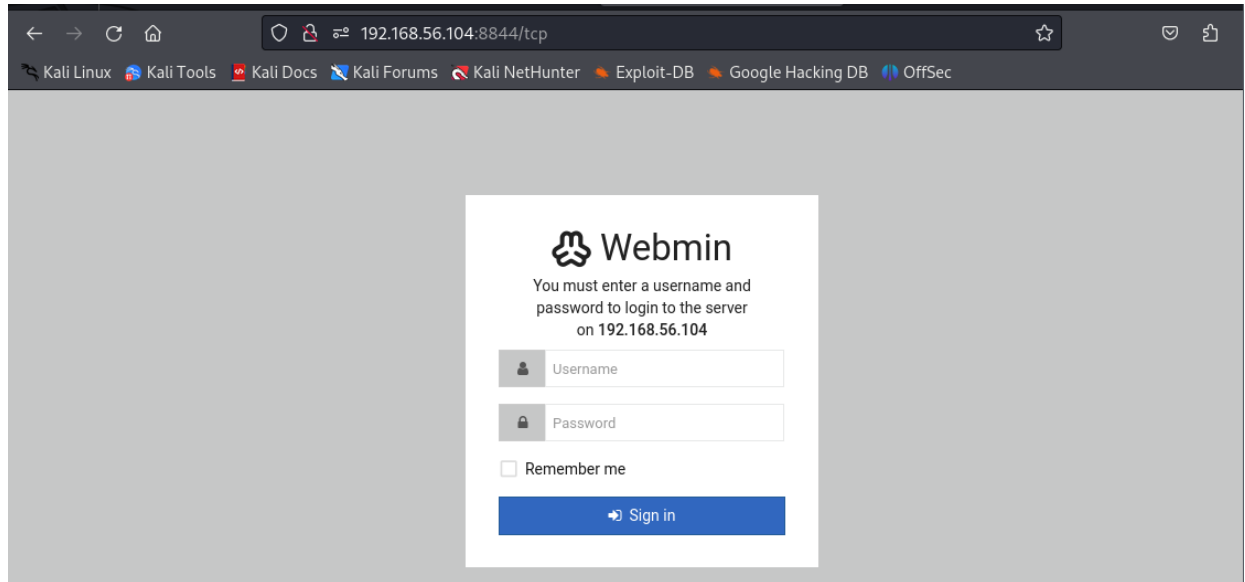 192.168.56.104:8844/tcp
Kali Linux Kali Tools Kali Docs Kali Forums Kali NetHunter Exploit-DB Google Hacking DB OffSec
Webmin
You must enter a username and
password to login to the server
on 192.168.56.104
Username
Password
Remember me
Sign in